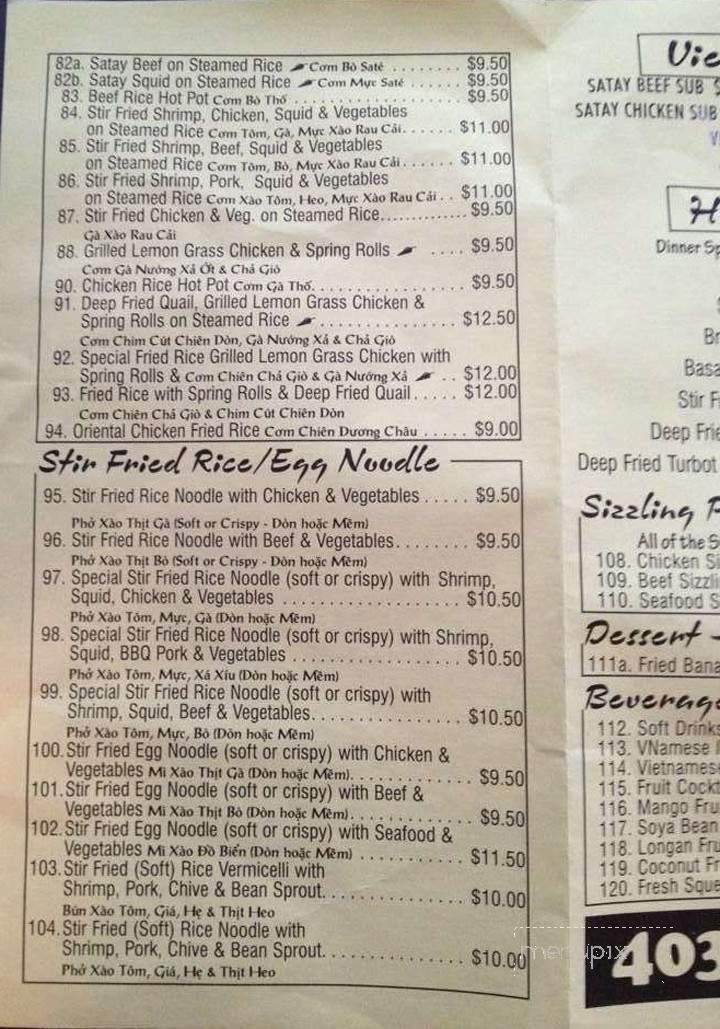 82a. Satay Beef on Steamed Rice Cơm Bò Saté ........ $9.50
82b. Satay Squid on Steamed Rice Cơm Mực Saté ...... $9.50
83. Beef Rice Hot Pot Cơm Bò Thố ...................... $9.50
84. Stir Fried Shrimp, Chicken, Squid & Vegetables
on Steamed Rice Cơm Tôm, Gà, Mực Xào Rau Cải...... $11.00
85. Stir Fried Shrimp, Beef, Squid & Vegetables
on Steamed Rice Cơm Tôm, Bò, Mực Xào Rau Cải...... $11.00
86. Stir Fried Shrimp, Pork, Squid & Vegetables
on Steamed Rice Cơm Xào Tôm, Heo, Mực Xào Rau Cải.. $11.00
87. Stir Fried Chicken & Veg. on Steamed Rice............. $9.50
Gà Xào Rau Cải
88. Grilled Lemon Grass Chicken & Spring Rolls .... $9.50
Cơm Gà Nướng Xả Ớt & Chả Giò
90. Chicken Rice Hot Pot Cơm Gà Thố.................. $9.50
91. Deep Fried Quail, Grilled Lemon Grass Chicken &
Spring Rolls on Steamed Rice ................ $12.50
Cơm Chim Cút Chiên Dòn, Gà Nướng Xả & Chả Giò
92. Special Fried Rice Grilled Lemon Grass Chicken with
Spring Rolls & Cơm Chiên Chả Giò & Gà Nướng Xả .. $12.00
93. Fried Rice with Spring Rolls & Deep Fried Quail..... $12.00
Cơm Chiên Chả Giò & Chim Cút Chiên Dòn
94. Oriental Chicken Fried Rice Cơm Chiên Dương Châu ..... $9.00
Stir Fried Rice/Egg Noodle
95. Stir Fried Rice Noodle with Chicken & Vegetables ..... $9.50
Phở Xào Thịt Gà (Soft or Crispy - Dòn hoặc Mềm)
96. Stir Fried Rice Noodle with Beef & Vegetables........ $9.50
Phở Xào Thịt Bò (Soft or Crispy - Dòn hoặc Mềm)
97. Special Stir Fried Rice Noodle (soft or crispy) with Shrimp,
Squid, Chicken & Vegetables .................. $10.50
Phở Xào Tôm, Mực, Gà (Dòn hoặc Mềm)
98. Special Stir Fried Rice Noodle (soft or crispy) with Shrimp,
Squid, BBQ Pork & Vegetables ................. $10.50
Phở Xào Tôm, Mực, Xá Xíu (Dòn hoặc Mềm)
99. Special Stir Fried Rice Noodle (soft or crispy) with
Shrimp, Squid, Beef & Vegetables................ $10.50
Phở Xào Tôm, Mực, Bò (Dòn hoặc Mềm)
100. Stir Fried Egg Noodle (soft or crispy) with Chicken &
Vegetables Mì Xào Thịt Gà (Dòn hoặc Mềm)............ $9.50
101. Stir Fried Egg Noodle (soft or crispy) with Beef &
Vegetables Mì Xào Thịt Bò (Dòn hoặc Mềm)............ $9.50
102. Stir Fried Egg Noodle (soft or crispy) with Seafood &
Vegetables Mì Xào Đồ Biển (Dòn hoặc Mềm) .......... $11.50
103. Stir Fried (Soft) Rice Vermicelli with
Shrimp, Pork, Chive & Bean Sprout............... $10.00
Bún Xào Tôm, Giá, Hẹ & Thịt Heo
104. Stir Fried (Soft) Rice Noodle with
Shrimp, Pork, Chive & Bean Sprout............... $10.00
Phở Xào Tôm, Giá, Hẹ & Thịt Heo
Vie
SATAY BEEF SUB
SATAY CHICKEN SUB
H
Dinner Sp
Br
Basa
Stir F
Deep Frie
Deep Fried Turbot
Sizzling P
All of the S
108. Chicken Si
109. Beef Sizzli
110. Seafood S
Dessert
111a. Fried Bana
Beverage
112. Soft Drinks
113. VNamese I
114. Vietnamese
115. Fruit Cockt
116. Mango Fru
117. Soya Bean
118. Longan Fru
119. Coconut Fr
120. Fresh Sque
403
menupix